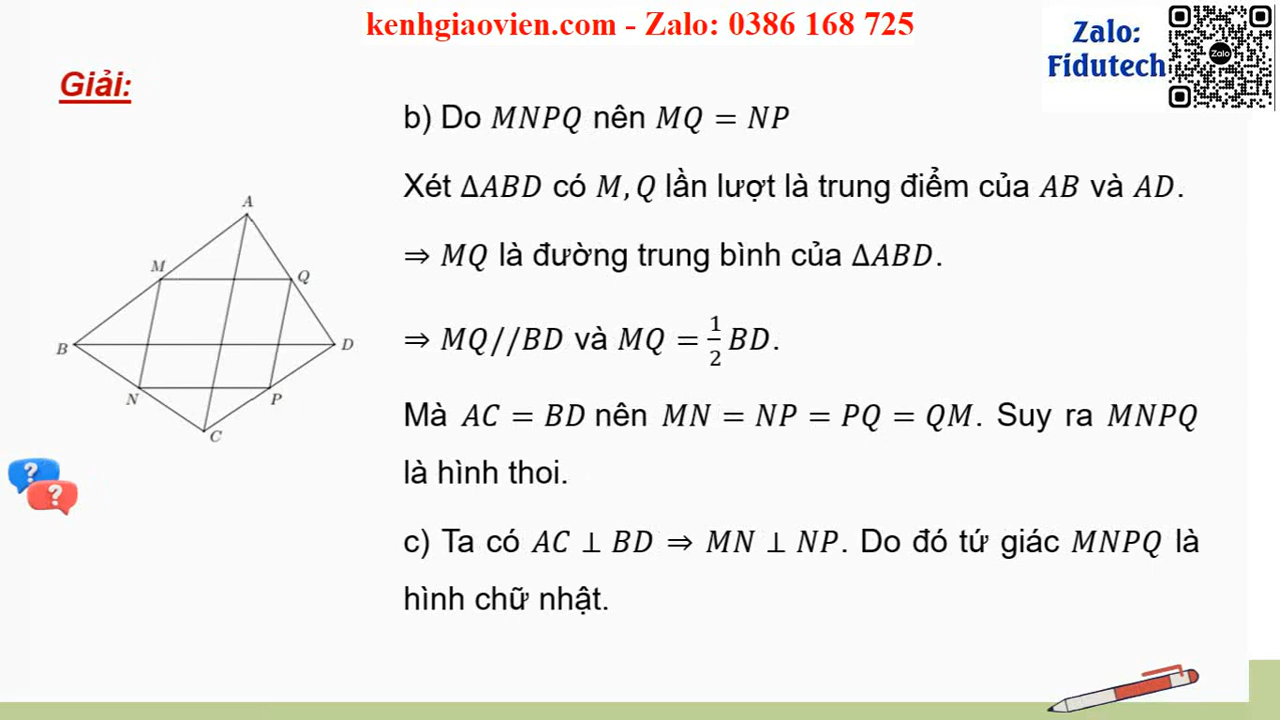 kenhgiaovien.com - Zalo: 0386 168 725
Zalo:
Fidutech
Zalo
Giải:
b) Do MNPQ nên MQ = NP
Xét ∆ABD có M, Q lần lượt là trung điểm của AB và AD.
⇒ MQ là đường trung bình của ∆ABD.
⇒ MQ//BD và MQ = 1/2 BD.
Mà AC = BD nên MN = NP = PQ = QM. Suy ra MNPQ
là hình thoi.
c) Ta có AC ⊥ BD ⇒ MN ⊥ NP. Do đó tứ giác MNPQ là
hình chữ nhật.
A
M
Q
B
D
N
P
C
? 
?